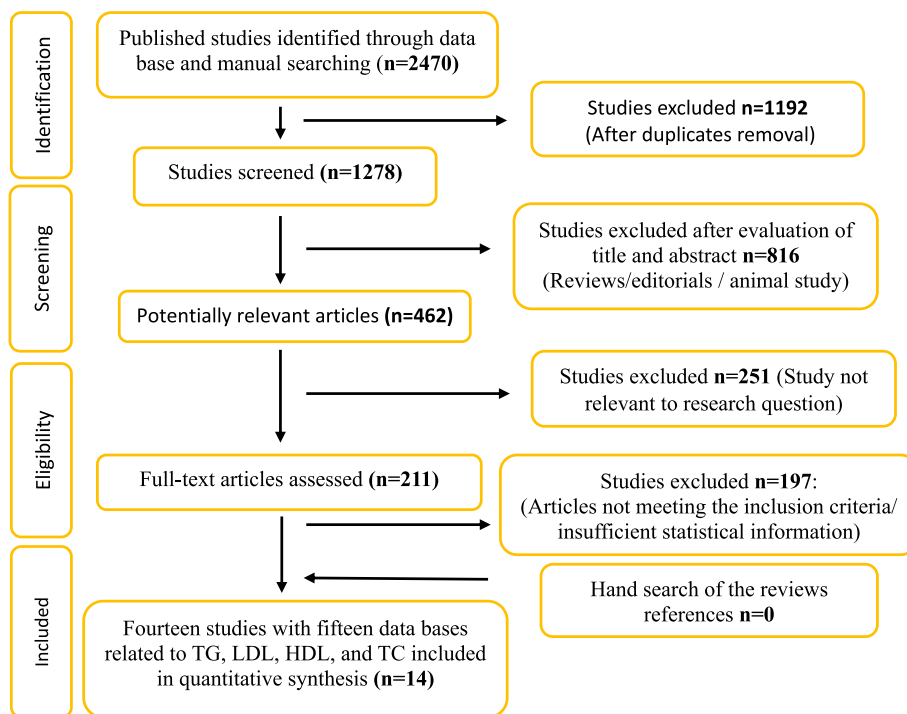 Identification
Published studies identified through data
base and manual searching (n=2470)
Studies excluded n=1192
(After duplicates removal)
Studies screened (n=1278)
Screening
Studies excluded after evaluation of
title and abstract n=816
(Reviews/editorials / animal study)
Potentially relevant articles (n=462)
Eligibility
Studies excluded n=251 (Study not
relevant to research question)
Full-text articles assessed (n=211)
Studies excluded n=197:
(Articles not meeting the inclusion criteria/
insufficient statistical information)
Included
Hand search of the reviews
references n=0
Fourteen studies with fifteen data bases
related to TG, LDL, HDL, and TC included
in quantitative synthesis (n=14)